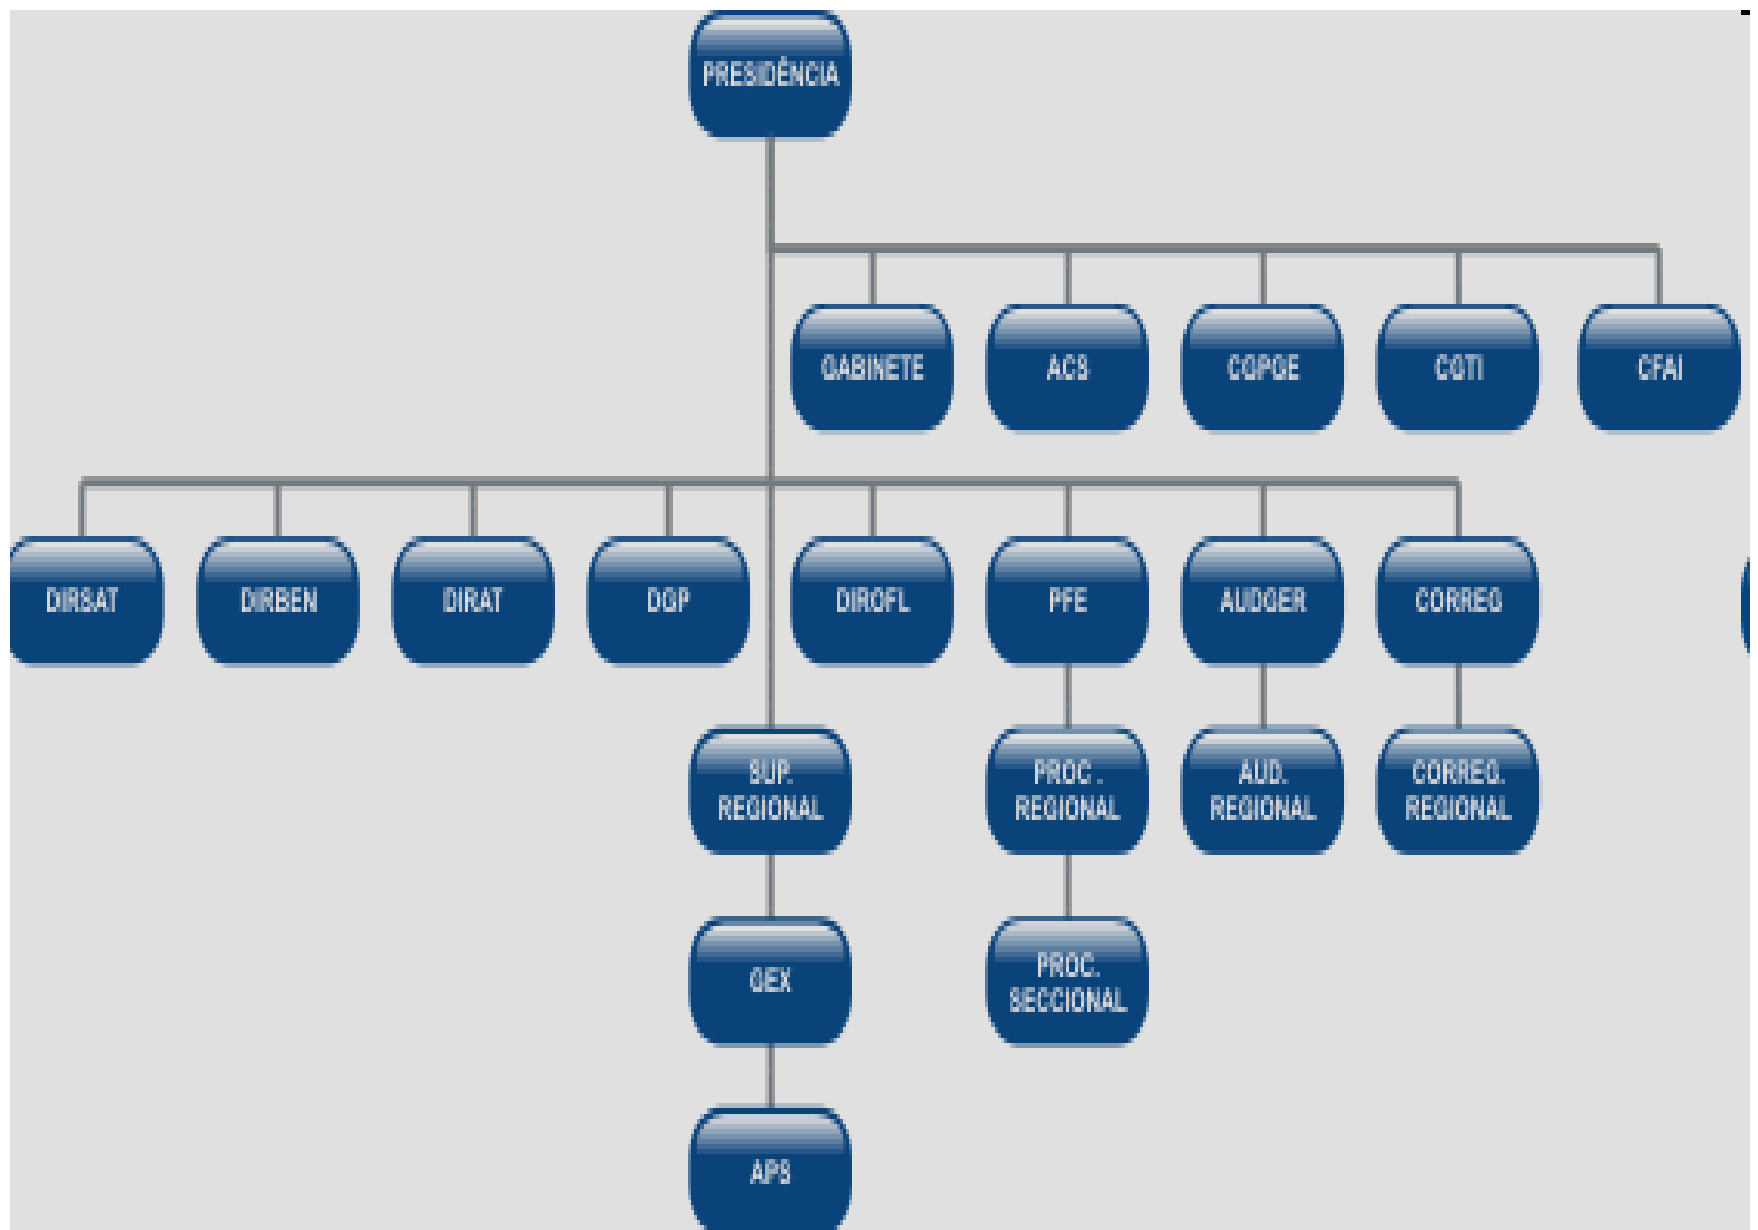 PRESIDÊNCIA
GABINETE
ACS
CGPGE
CGTI
CFAI
DIRSAT
DIRBEN
DIRAT
DGP
DIROFL
PFE
AUDGER
CORREG
SUP.
REGIONAL
PROC .
REGIONAL
AUD.
REGIONAL
CORREG.
REGIONAL
GEX
PROC.
SECCIONAL
APS